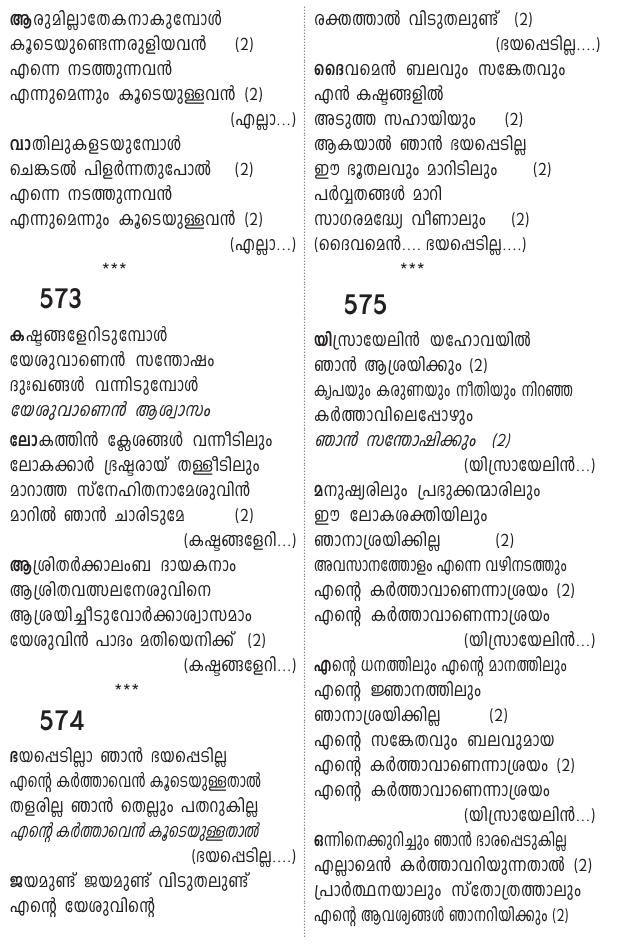 ആരുമില്ലാതേകനാകുമ്പോൾ
കൂടെയുണ്ടെന്നരുളിയവൻ (2)
എന്നെ നടത്തുന്നവൻ
എന്നുമെന്നും കൂടെയുള്ളവൻ (2)
(എല്ലാ...)
വാതിലുകളടയുമ്പോൾ
ചെങ്കടൽ പിളർന്നതുപോൽ (2)
എന്നെ നടത്തുന്നവൻ
എന്നുമെന്നും കൂടെയുള്ളവൻ (2)
(എല്ലാ...)
***
573
കഷ്ടങ്ങളേറിടുമ്പോൾ
യേശുവാണെൻ സന്തോഷം
ദുഃഖങ്ങൾ വന്നിടുമ്പോൾ
യേശുവാണെൻ ആശ്വാസം
ലോകത്തിൻ ക്ലേശങ്ങൾ വന്നീടിലും
ലോകക്കാർ ഭ്രഷ്ടരായ് തള്ളീടിലും
മാറാത്ത സ്നേഹിതനാമേശുവിൻ
മാറിൽ ഞാൻ ചാരിടുമേ (2)
(കഷ്ടങ്ങളേറി...)
ആശ്രിതർക്കാലംബ ദായകനാം
ആശ്രിതവത്സലനേശുവിനെ
ആശ്രയിച്ചീടുവോർക്കാശ്വാസമാം
യേശുവിൻ പാദം മതിയെനിക്ക് (2)
(കഷ്ടങ്ങളേറി...)
***
574
ഭയപ്പെടില്ലാ ഞാൻ ഭയപ്പെടില്ല
എന്റെ കർത്താവെൻ കൂടെയുള്ളതാൽ
തളരില്ല ഞാൻ തെല്ലും പതറുകില്ല
എന്റെ കർത്താവെൻ കൂടെയുള്ളതാൽ
(ഭയപ്പെടില്ല....)
ജയമുണ്ട് ജയമുണ്ട് വിടുതലുണ്ട്
എന്റെ യേശുവിന്റെ
രക്തത്താൽ വിടുതലുണ്ട് (2)
(ഭയപ്പെടില്ല....)
ദൈവമെൻ ബലവും സങ്കേതവും
എൻ കഷ്ടങ്ങളിൽ
അടുത്ത സഹായിയും (2)
ആകയാൽ ഞാൻ ഭയപ്പെടില്ല
ഈ ഭൂതലവും മാറിടിലും (2)
പർവ്വതങ്ങൾ മാറി
സാഗരമദ്ധ്യേ വീണാലും (2)
(ദൈവമെൻ.... ഭയപ്പെടില്ല....)
***
575
യിസ്രായേലിൻ യഹോവയിൽ
ഞാൻ ആശ്രയിക്കും (2)
കൃപയും കരുണയും നീതിയും നിറഞ്ഞ
കർത്താവിലെപ്പോഴും
ഞാൻ സന്തോഷിക്കും (2)
(യിസ്രായേലിൻ...)
മനുഷ്യരിലും പ്രഭുക്കന്മാരിലും
ഈ ലോകശക്തിയിലും
ഞാനാശ്രയിക്കില്ല (2)
അവസാനത്തോളം എന്നെ വഴിനടത്തും
എന്റെ കർത്താവാണെന്നാശ്രയം (2)
എന്റെ കർത്താവാണെന്നാശ്രയം
(യിസ്രായേലിൻ...)
എന്റെ ധനത്തിലും എന്റെ മാനത്തിലും
എന്റെ ജ്ഞാനത്തിലും
ഞാനാശ്രയിക്കില്ല (2)
എന്റെ സങ്കേതവും ബലവുമായ
എന്റെ കർത്താവാണെന്നാശ്രയം (2)
എന്റെ കർത്താവാണെന്നാശ്രയം
(യിസ്രായേലിൻ...)
ഒന്നിനെക്കുറിച്ചും ഞാൻ ഭാരപ്പെടുകില്ല
എല്ലാമെൻ കർത്താവറിയുന്നതാൽ (2)
പ്രാർത്ഥനയാലും സ്തോത്രത്താലും
എന്റെ ആവശ്യങ്ങൾ ഞാനറിയിക്കും (2)